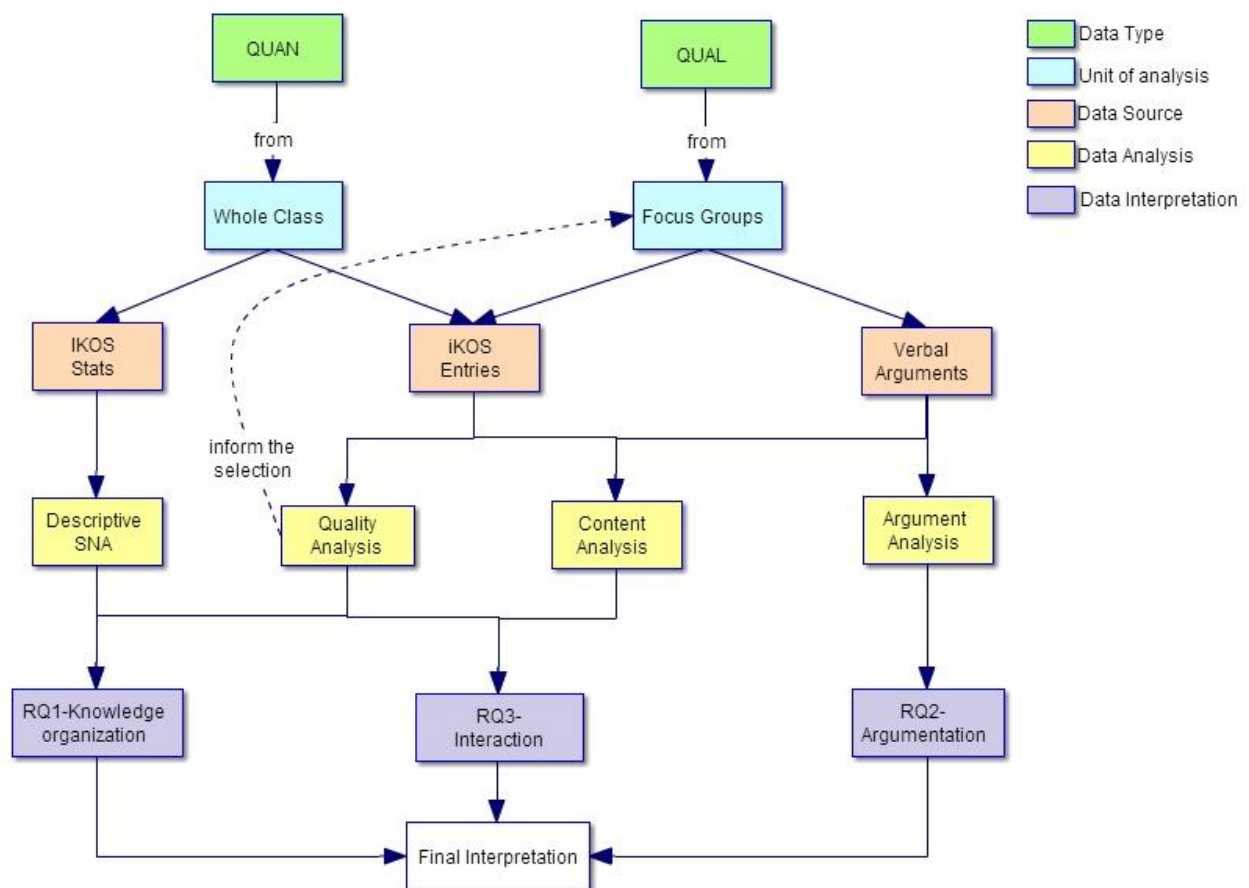 QUAN
QUAL
Data Type
Unit of analysis
Data Source
Data Analysis
Data Interpretation
from
from
Whole Class
Focus Groups
IKOS
Stats
iKOS
Entries
Verbal
Arguments
inform the
selection
Descriptive
SNA
Quality
Analysis
Content
Analysis
Argument
Analysis
RQ1-Knowledge
organization
RQ3-
Interaction
RQ2-
Argumentation
Final Interpretation